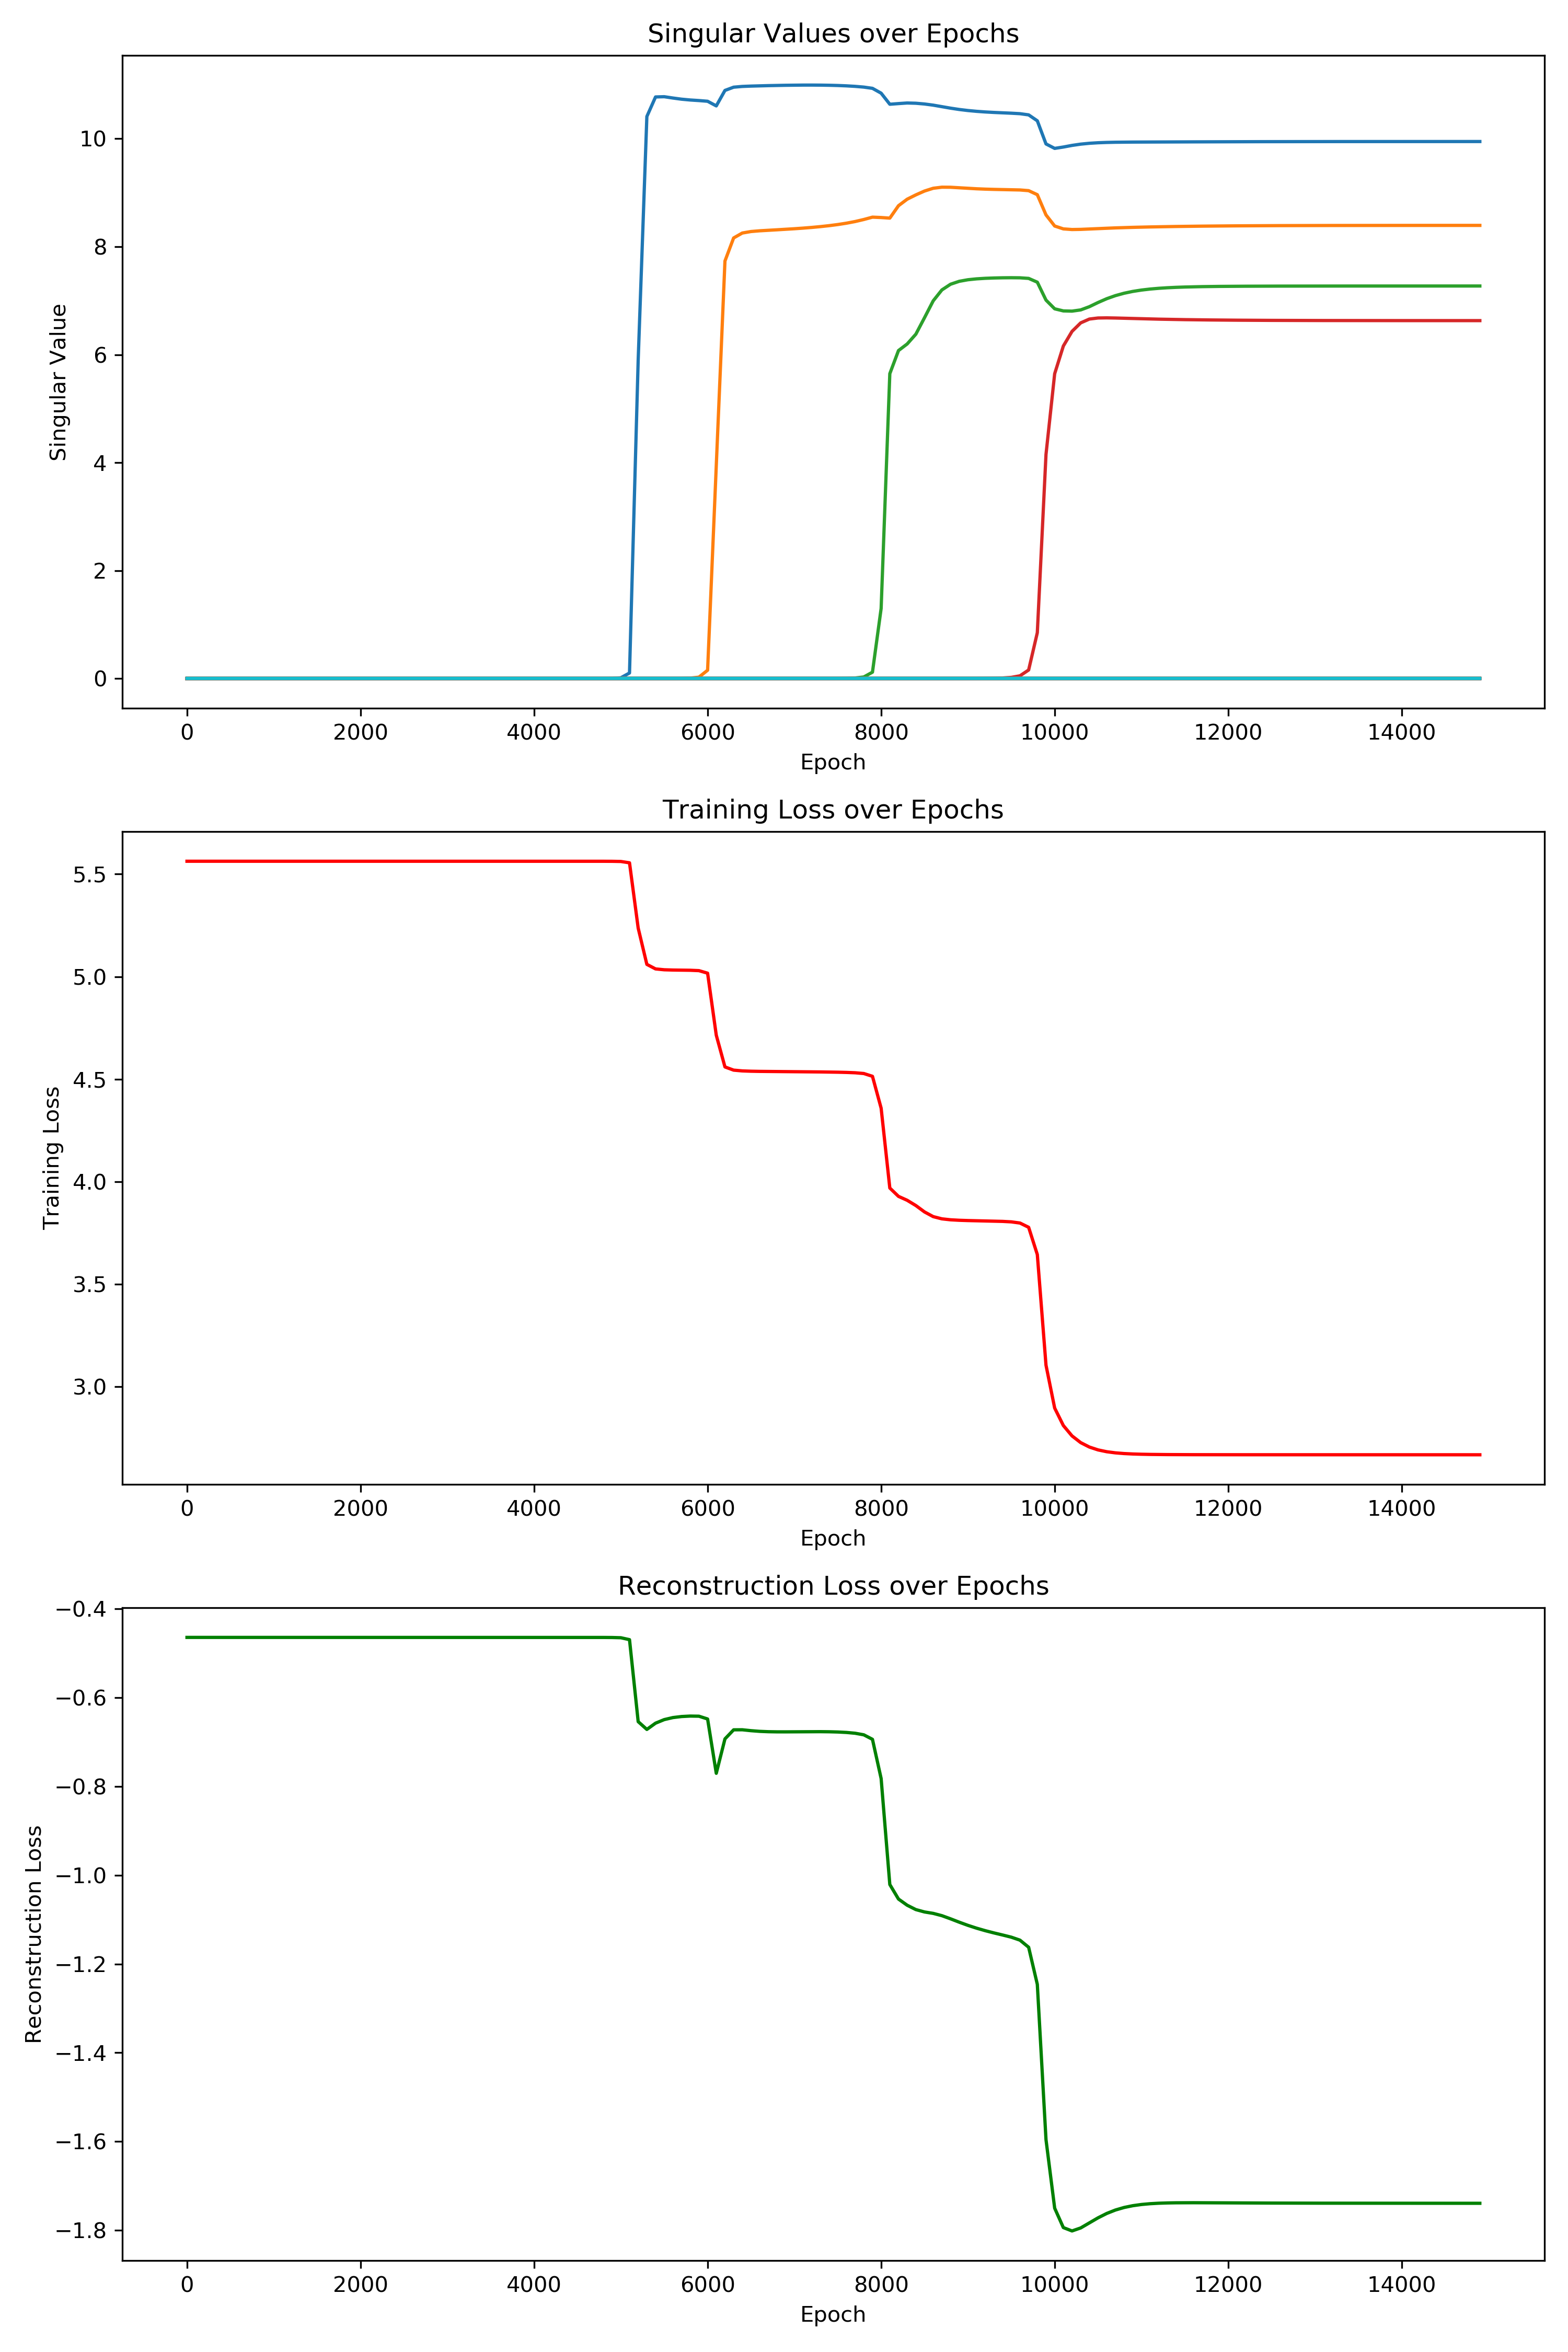 Singular Values over Epochs
Singular Value
10
8
6
4
2
0
0 2000 4000 6000 8000 10000 12000 14000
Epoch
Training Loss over Epochs
Training Loss
5.5
5.0
4.5
4.0
3.5
3.0
0 2000 4000 6000 8000 10000 12000 14000
Epoch
Reconstruction Loss over Epochs
Reconstruction Loss
−0.4
−0.6
−0.8
−1.0
−1.2
−1.4
−1.6
−1.8
0 2000 4000 6000 8000 10000 12000 14000
Epoch